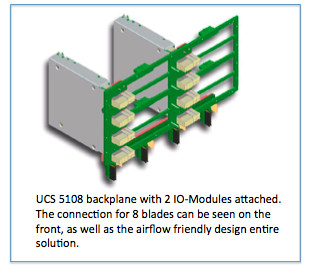 UCS 5108 backplane with 2 IO-Modules attached.
The connection for 8 blades can be seen on the
front, as well as the airflow friendly design entire
solution.